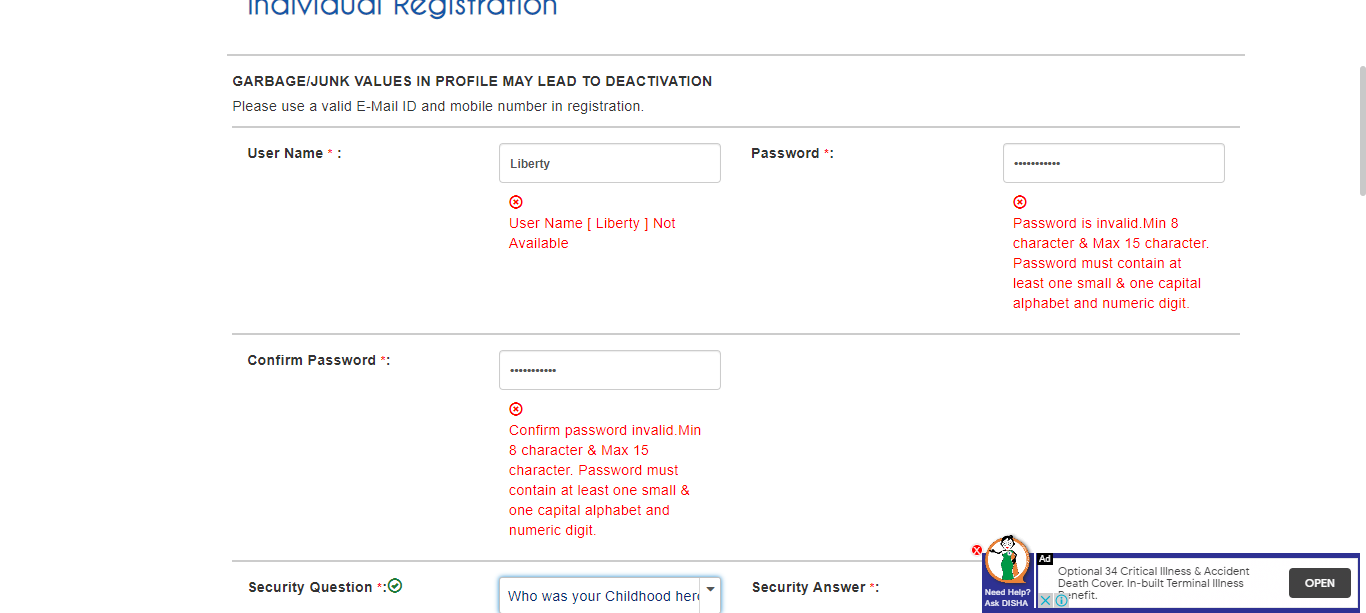 Individual Registration
GARBAGE/JUNK VALUES IN PROFILE MAY LEAD TO DEACTIVATION
Please use a valid E-Mail ID and mobile number in registration.
User Name * :
Liberty
User Name [ Liberty ] Not
Available
Password *:
•••••••••••
Password is invalid.Min 8
character & Max 15 character.
Password must contain at
least one small & one capital
alphabet and numeric digit.
Confirm Password *:
•••••••••••
Confirm password invalid.Min
8 character & Max 15
character. Password must
contain at least one small &
one capital alphabet and
numeric digit.
Security Question *:
Who was your Childhood hero
Security Answer *:
Need Help?
Ask DISHA
Ad
Optional 34 Critical Illness & Accident
Death Cover. In-built Terminal Illness
Benefit.
OPEN